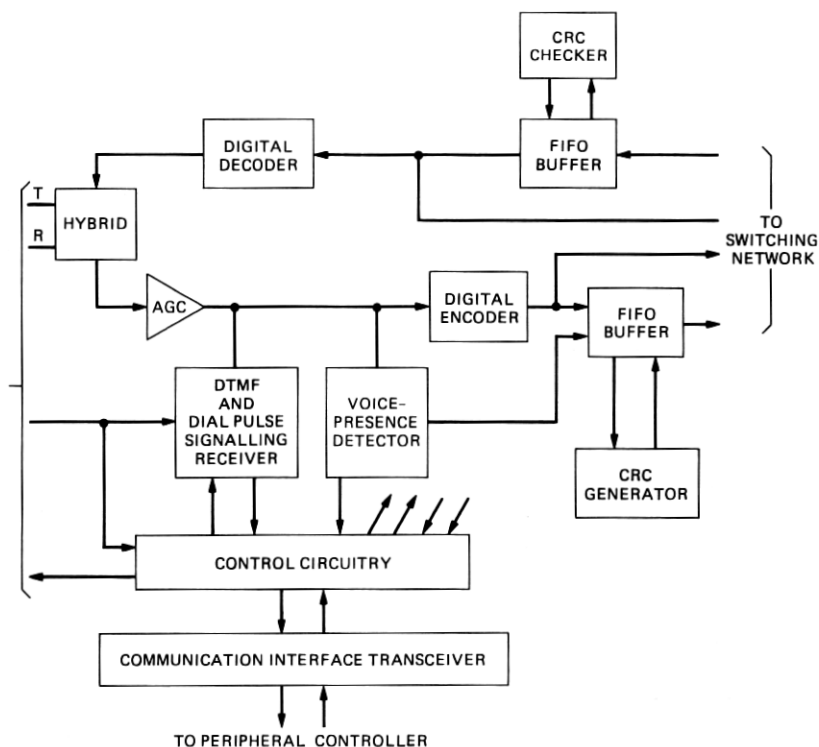 CRC
CHECKER
DIGITAL
DECODER
FIFO
BUFFER
T
R
HYBRID
TO
SWITCHING
NETWORK
AGC
DIGITAL
ENCODER
FIFO
BUFFER
DTMF
AND
DIAL PULSE
SIGNALLING
RECEIVER
VOICE-
PRESENCE
DETECTOR
CRC
GENERATOR
CONTROL CIRCUITRY
COMMUNICATION INTERFACE TRANSCEIVER
TO PERIPHERAL CONTROLLER